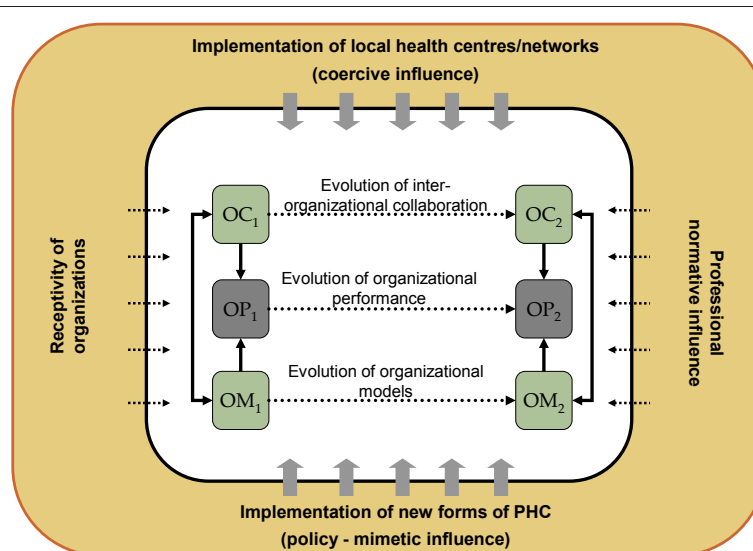 Implementation of local health centres/networks
(coercive influence)
Evolution of inter-
organizational collaboration
OC1
OC2
Receptivity of
organizations
Evolution of organizational
performance
OP1
OP2
Professional
normative influence
Evolution of organizational
models
OM1
OM2
Implementation of new forms of PHC
(policy - mimetic influence)